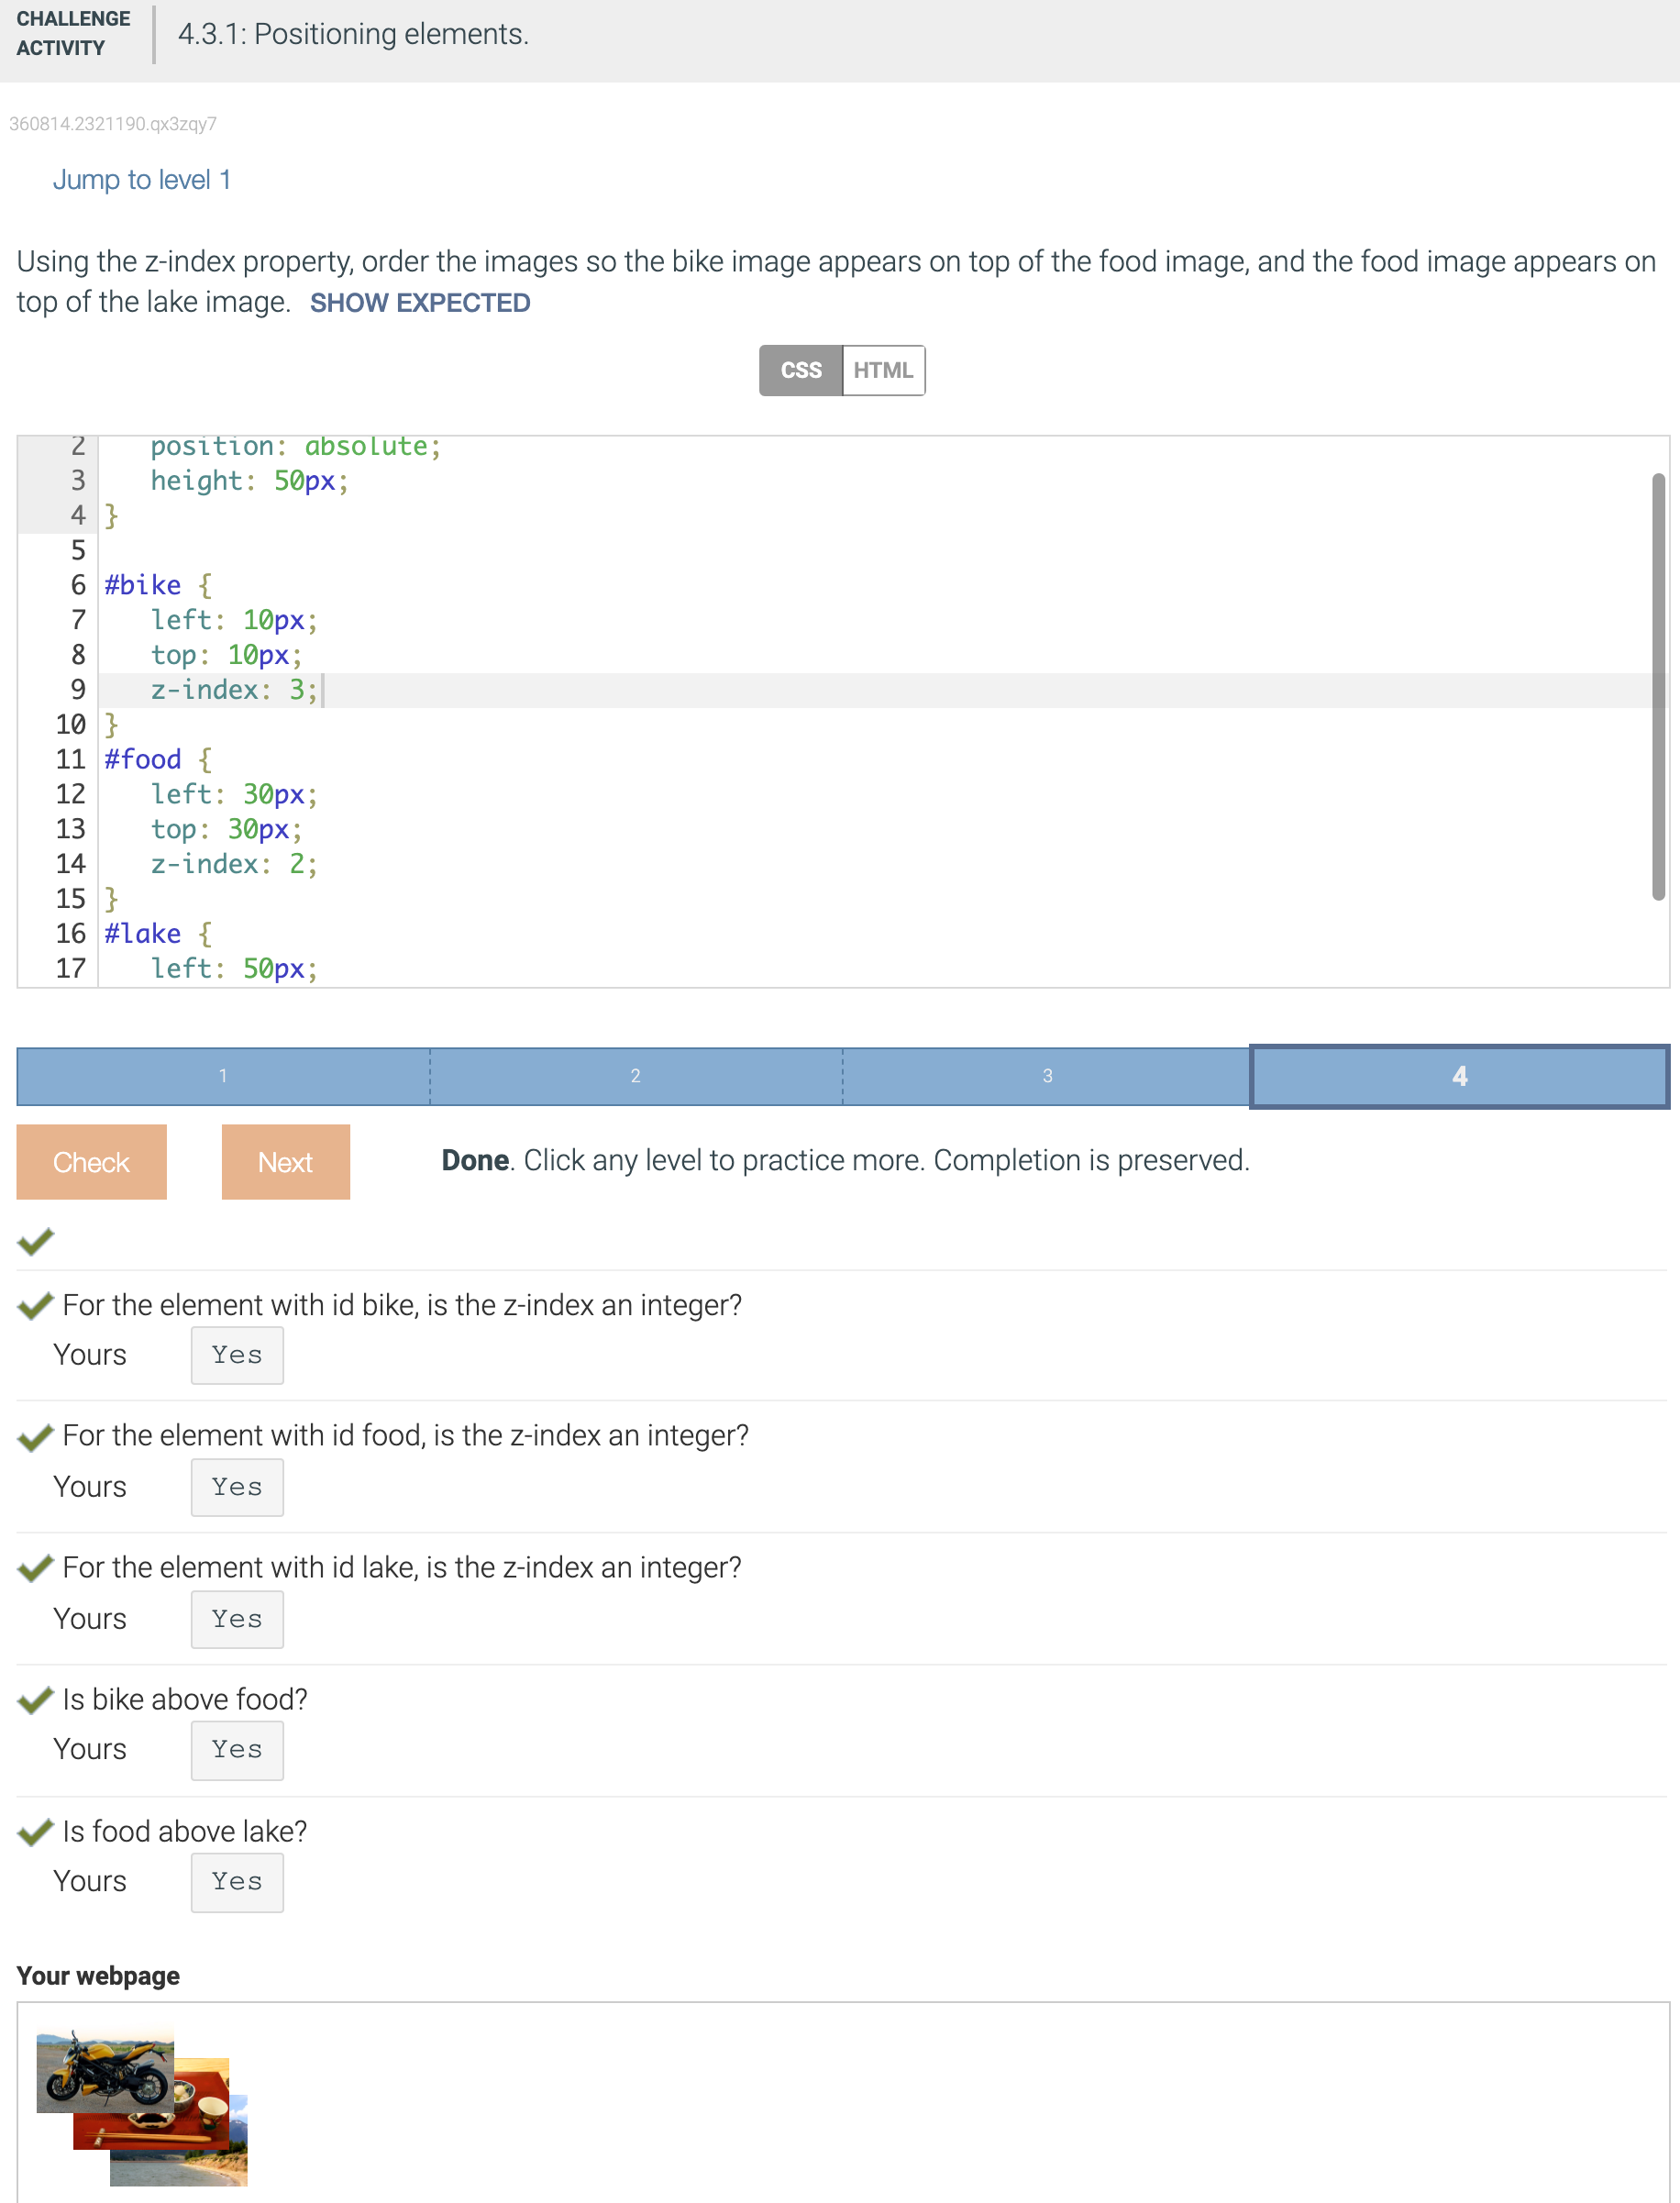 CHALLENGE
ACTIVITY
4.3.1: Positioning elements.
360814.2321190.qx3zqy7
Jump to level 1
Using the z-index property, order the images so the bike image appears on top of the food image, and the food image appears on
top of the lake image. SHOW EXPECTED
CSS HTML
2    position: absolute;
3    height: 50px;
4 }
5
6 #bike {
7    left: 10px;
8    top: 10px;
9    z-index: 3;
10 }
11 #food {
12    left: 30px;
13    top: 30px;
14    z-index: 2;
15 }
16 #lake {
17    left: 50px;
1 2 3 4
Check Next Done. Click any level to practice more. Completion is preserved.
For the element with id bike, is the z-index an integer?
Yours Yes
For the element with id food, is the z-index an integer?
Yours Yes
For the element with id lake, is the z-index an integer?
Yours Yes
Is bike above food?
Yours Yes
Is food above lake?
Yours Yes
Your webpage